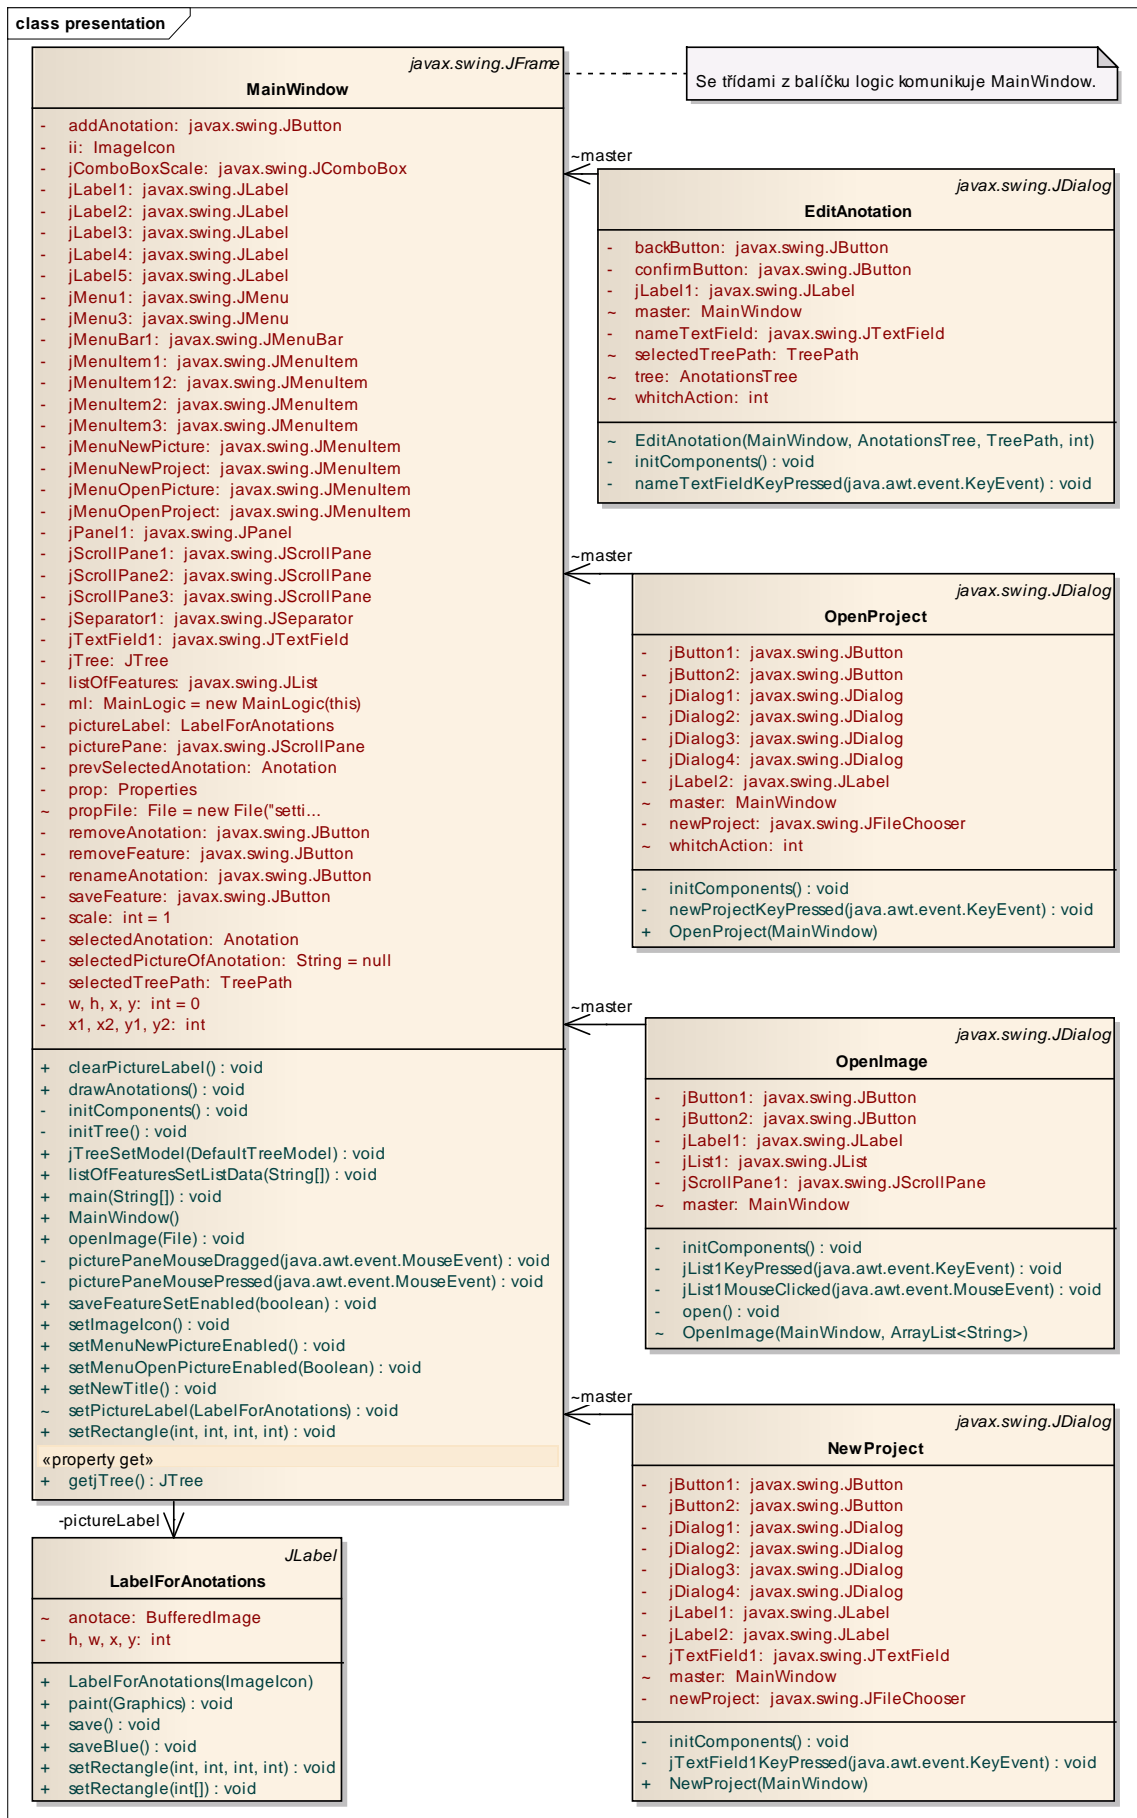 class presentation
javax.swing.JFrame
MainWindow
- addAnotation: javax.swing.JButton
- ii: ImageIcon
- jComboBoxScale: javax.swing.JComboBox
- jLabel1: javax.swing.JLabel
- jLabel2: javax.swing.JLabel
- jLabel3: javax.swing.JLabel
- jLabel4: javax.swing.JLabel
- jLabel5: javax.swing.JLabel
- jMenu1: javax.swing.JMenu
- jMenu3: javax.swing.JMenu
- jMenuBar1: javax.swing.JMenuBar
- jMenuItem1: javax.swing.JMenuItem
- jMenuItem12: javax.swing.JMenuItem
- jMenuItem2: javax.swing.JMenuItem
- jMenuItem3: javax.swing.JMenuItem
- jMenuNewPicture: javax.swing.JMenuItem
- jMenuNewProject: javax.swing.JMenuItem
- jMenuOpenPicture: javax.swing.JMenuItem
- jMenuOpenProject: javax.swing.JMenuItem
- jPanel1: javax.swing.JPanel
- jScrollPane1: javax.swing.JScrollPane
- jScrollPane2: javax.swing.JScrollPane
- jScrollPane3: javax.swing.JScrollPane
- jSeparator1: javax.swing.JSeparator
- jTextField1: javax.swing.JTextField
- jTree: JTree
- listOfFeatures: javax.swing.JList
- ml: MainLogic = new MainLogic(this)
- pictureLabel: LabelForAnotations
- picturePane: javax.swing.JScrollPane
- prevSelectedAnotation: Anotation
- prop: Properties
~ propFile: File = new File("setti...
- removeAnotation: javax.swing.JButton
- removeFeature: javax.swing.JButton
- renameAnotation: javax.swing.JButton
- saveFeature: javax.swing.JButton
- scale: int = 1
- selectedAnotation: Anotation
- selectedPictureOfAnotation: String = null
- selectedTreePath: TreePath
- w, h, x, y: int = 0
- x1, x2, y1, y2: int
+ clearPictureLabel() : void
+ drawAnotations() : void
- initComponents() : void
- initTree() : void
+ jTreeSetModel(DefaultTreeModel) : void
+ listOfFeaturesSetListData(String[]) : void
+ main(String[]) : void
+ MainWindow()
+ openImage(File) : void
- picturePaneMouseDragged(java.awt.event.MouseEvent) : void
- picturePaneMousePressed(java.awt.event.MouseEvent) : void
+ saveFeatureSetEnabled(boolean) : void
+ setImageIcon() : void
+ setMenuNewPictureEnabled() : void
+ setMenuOpenPictureEnabled(Boolean) : void
+ setNewTitle() : void
~ setPictureLabel(LabelForAnotations) : void
+ setRectangle(int, int, int, int) : void
«property get»
+ getjTree() : JTree
-pictureLabel
JLabel
LabelForAnotations
~ anotace: BufferedImage
- h, w, x, y: int
+ LabelForAnotations(ImageIcon)
+ paint(Graphics) : void
+ save() : void
+ saveBlue() : void
+ setRectangle(int, int, int, int) : void
+ setRectangle(int[]) : void
Se třídami z balíčku logic komunikuje MainWindow.
~master
javax.swing.JDialog
EditAnotation
- backButton: javax.swing.JButton
- confirmButton: javax.swing.JButton
- jLabel1: javax.swing.JLabel
~ master: MainWindow
- nameTextField: javax.swing.JTextField
~ selectedTreePath: TreePath
~ tree: AnotationsTree
~ whitchAction: int
~ EditAnotation(MainWindow, AnotationsTree, TreePath, int)
- initComponents() : void
- nameTextFieldKeyPressed(java.awt.event.KeyEvent) : void
~master
javax.swing.JDialog
OpenProject
- jButton1: javax.swing.JButton
- jButton2: javax.swing.JButton
- jDialog1: javax.swing.JDialog
- jDialog2: javax.swing.JDialog
- jDialog3: javax.swing.JDialog
- jDialog4: javax.swing.JDialog
- jLabel2: javax.swing.JLabel
~ master: MainWindow
- newProject: javax.swing.JFileChooser
~ whitchAction: int
- initComponents() : void
- newProjectKeyPressed(java.awt.event.KeyEvent) : void
+ OpenProject(MainWindow)
~master
javax.swing.JDialog
OpenImage
- jButton1: javax.swing.JButton
- jButton2: javax.swing.JButton
- jLabel1: javax.swing.JLabel
- jList1: javax.swing.JList
- jScrollPane1: javax.swing.JScrollPane
~ master: MainWindow
- initComponents() : void
- jList1KeyPressed(java.awt.event.KeyEvent) : void
- jList1MouseClicked(java.awt.event.MouseEvent) : void
- open() : void
~ OpenImage(MainWindow, ArrayList<String>)
~master
javax.swing.JDialog
NewProject
- jButton1: javax.swing.JButton
- jButton2: javax.swing.JButton
- jDialog1: javax.swing.JDialog
- jDialog2: javax.swing.JDialog
- jDialog3: javax.swing.JDialog
- jDialog4: javax.swing.JDialog
- jLabel1: javax.swing.JLabel
- jLabel2: javax.swing.JLabel
- jTextField1: javax.swing.JTextField
~ master: MainWindow
- newProject: javax.swing.JFileChooser
- initComponents() : void
- jTextField1KeyPressed(java.awt.event.KeyEvent) : void
+ NewProject(MainWindow)